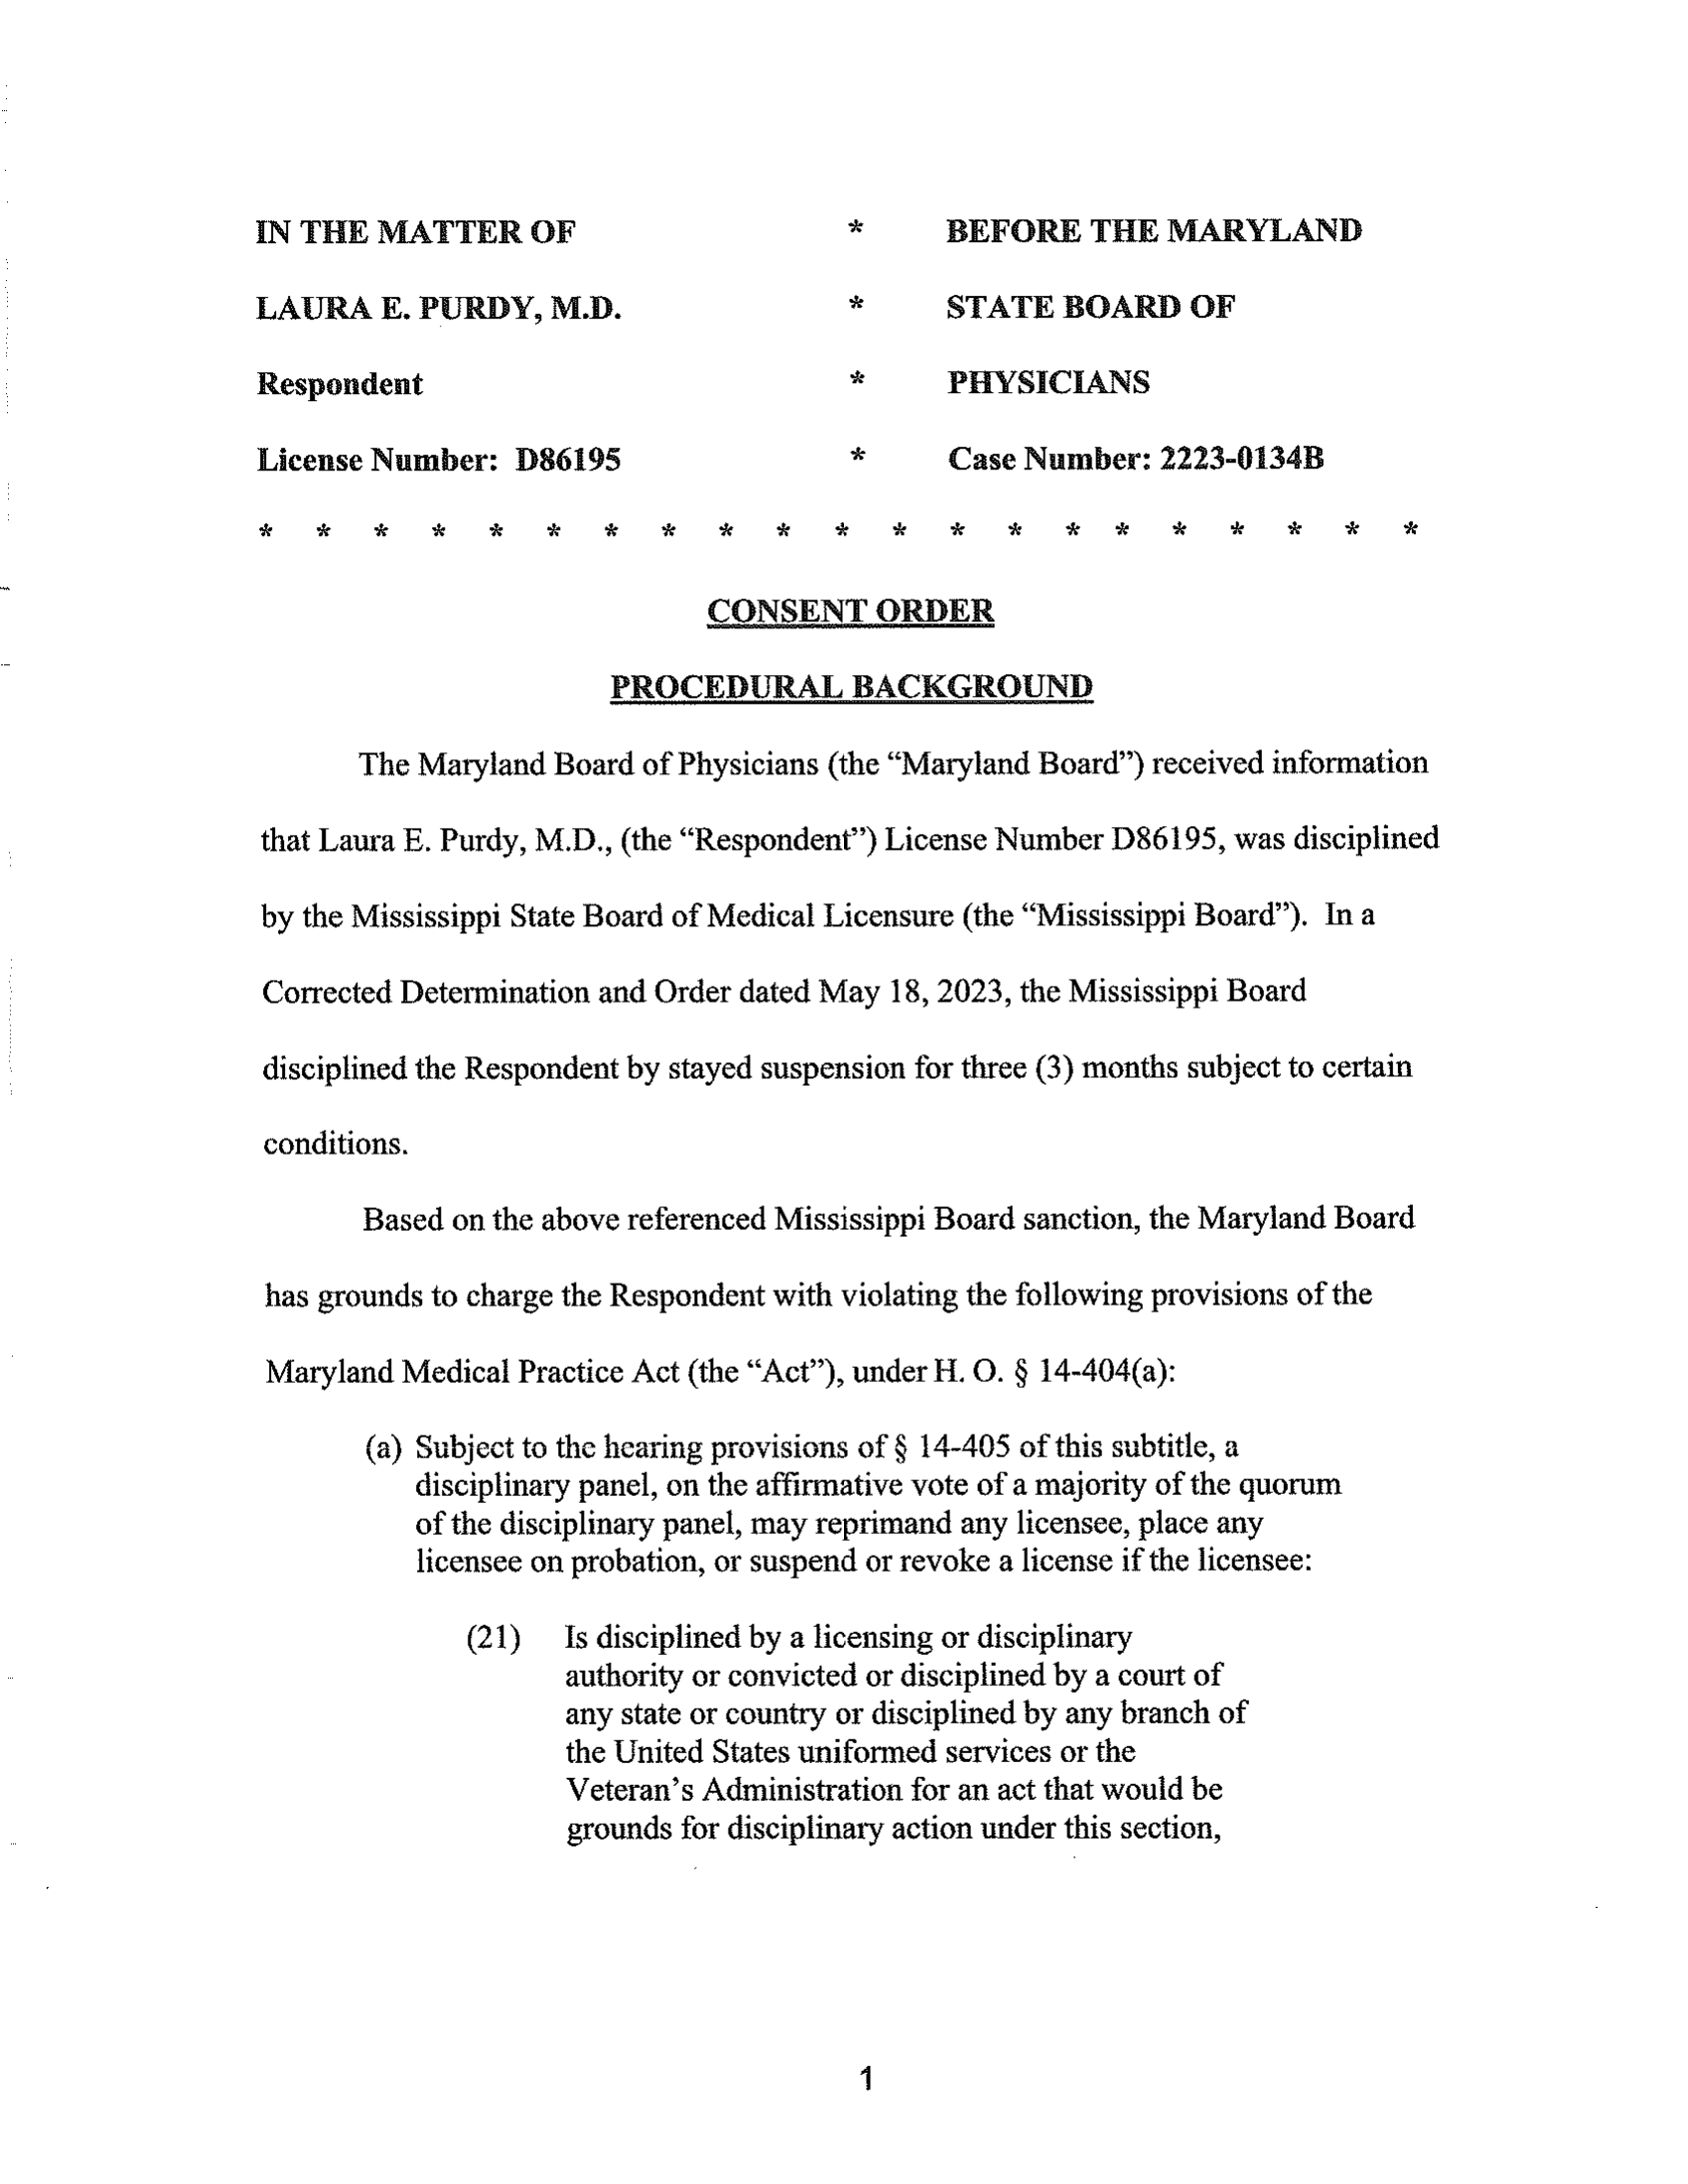 IN THE MATTER OF * BEFORE THE MARYLAND
LAURA E. PURDY, M.D. * STATE BOARD OF
Respondent * PHYSICIANS
License Number: D86195 * Case Number: 2223-0134B
* * * * * * * * * * * * * * * * * * * * *
CONSENT ORDER
PROCEDURAL BACKGROUND
The Maryland Board of Physicians (the “Maryland Board”) received information
that Laura E. Purdy, M.D., (the “Respondent”) License Number D86195, was disciplined
by the Mississippi State Board of Medical Licensure (the “Mississippi Board”). In a
Corrected Determination and Order dated May 18, 2023, the Mississippi Board
disciplined the Respondent by stayed suspension for three (3) months subject to certain
conditions.
Based on the above referenced Mississippi Board sanction, the Maryland Board
has grounds to charge the Respondent with violating the following provisions of the
Maryland Medical Practice Act (the “Act”), under H. O. § 14-404(a):
(a) Subject to the hearing provisions of § 14-405 of this subtitle, a
disciplinary panel, on the affirmative vote of a majority of the quorum
of the disciplinary panel, may reprimand any licensee, place any
licensee on probation, or suspend or revoke a license if the licensee:
(21) Is disciplined by a licensing or disciplinary
authority or convicted or disciplined by a court of
any state or country or disciplined by any branch of
the United States uniformed services or the
Veteran’s Administration for an act that would be
grounds for disciplinary action under this section,
1